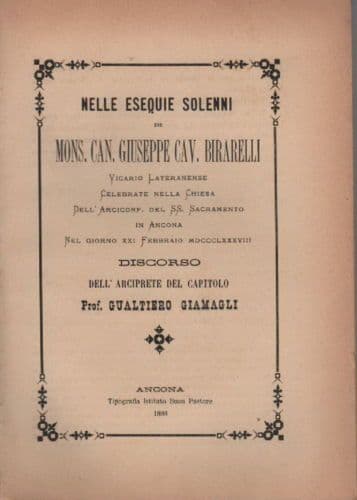 NELLE ESEQUIE SOLENNI
DI
MONS. CAN. GIUSEPPE CAV. BIRARELLI
VICARIO LATERANENSE
CELEBRATE NELLA CHIESA
DELL' ARCICONF. DEL SS. SACRAMENTO
IN ANCONA
NEL GIORNO XXI FEBBRAIO MDCCCLXXXVIII
DISCORSO
DELL' ARCIPRETE DEL CAPITOLO
Prof. GUALTIERO GIAMAGLI
ANCONA
Tipografia Istituto Buon Pastore
1888